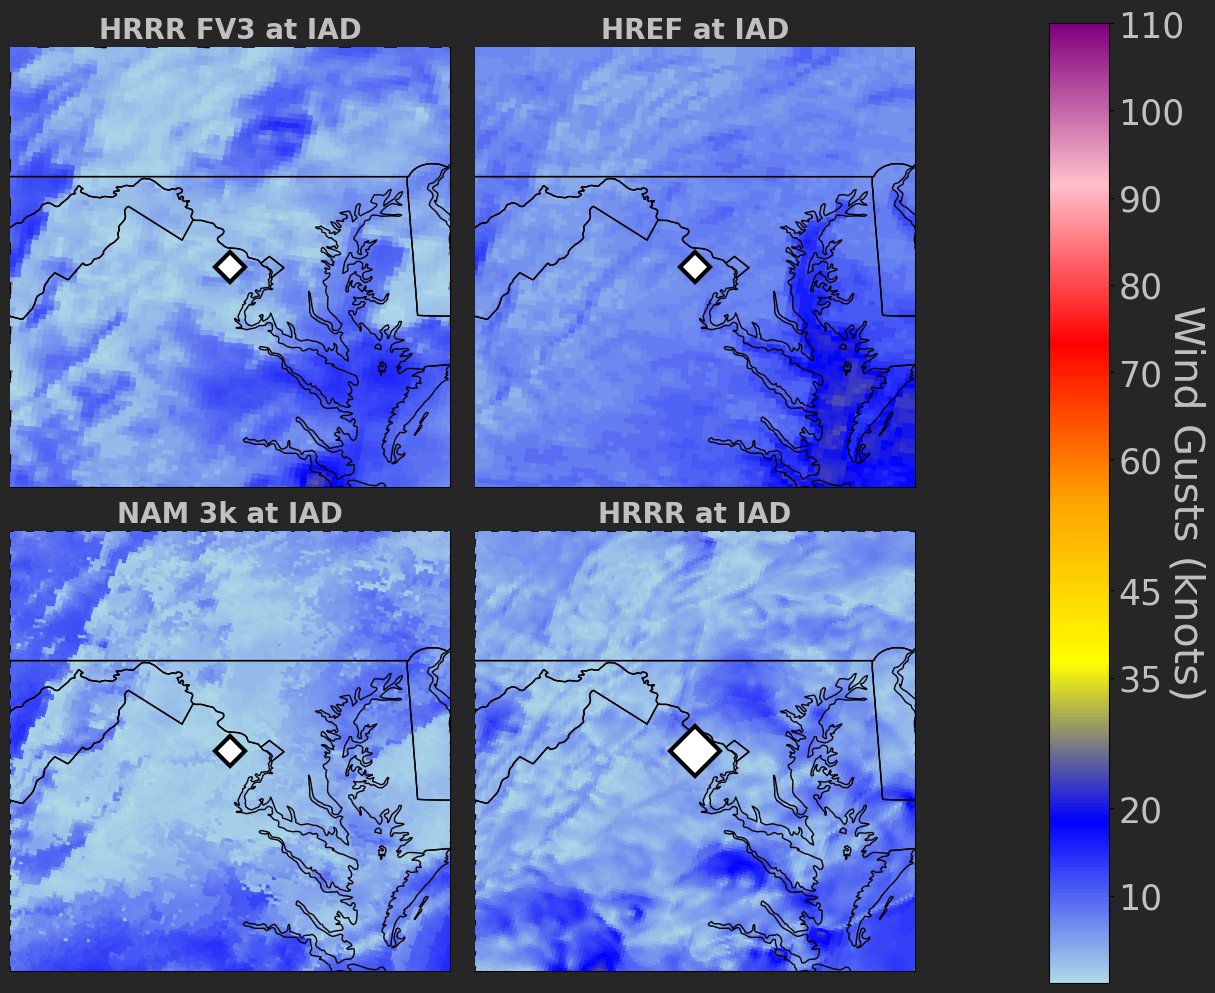 HRRR FV3 at IAD
HREF at IAD
NAM 3k at IAD
HRRR at IAD
110
100
90
80
70
60
45
35
20
10
Wind Gusts (knots)